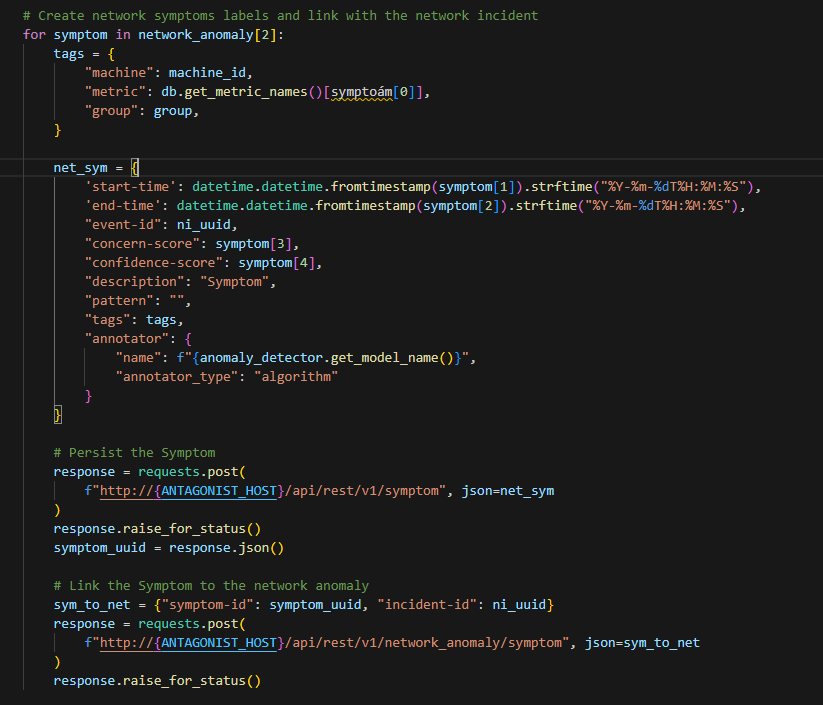 # Create network symptoms labels and link with the network incident
for symptom in network_anomaly[2]:
    tags = {
        "machine": machine_id,
        "metric": db.get_metric_names()[symptoám[0]],
        "group": group,
    }
    net_sym = {
        'start-time': datetime.datetime.fromtimestamp(symptom[1]).strftime("%Y-%m-%dT%H:%M:%S"),
        'end-time': datetime.datetime.fromtimestamp(symptom[2]).strftime("%Y-%m-%dT%H:%M:%S"),
        "event-id": ni_uuid,
        "concern-score": symptom[3],
        "confidence-score": symptom[4],
        "description": "Symptom",
        "pattern": "",
        "tags": tags,
        "annotator": {
            "name": f"{anomaly_detector.get_model_name()}",
            "annotator_type": "algorithm"
        }
    }
    # Persist the Symptom
    response = requests.post(
        f"http://{ANTAGONIST_HOST}/api/rest/v1/symptom", json=net_sym
    )
    response.raise_for_status()
    symptom_uuid = response.json()
    # Link the Symptom to the network anomaly
    sym_to_net = {"symptom-id": symptom_uuid, "incident-id": ni_uuid}
    response = requests.post(
        f"http://{ANTAGONIST_HOST}/api/rest/v1/network_anomaly/symptom", json=sym_to_net
    )
    response.raise_for_status()